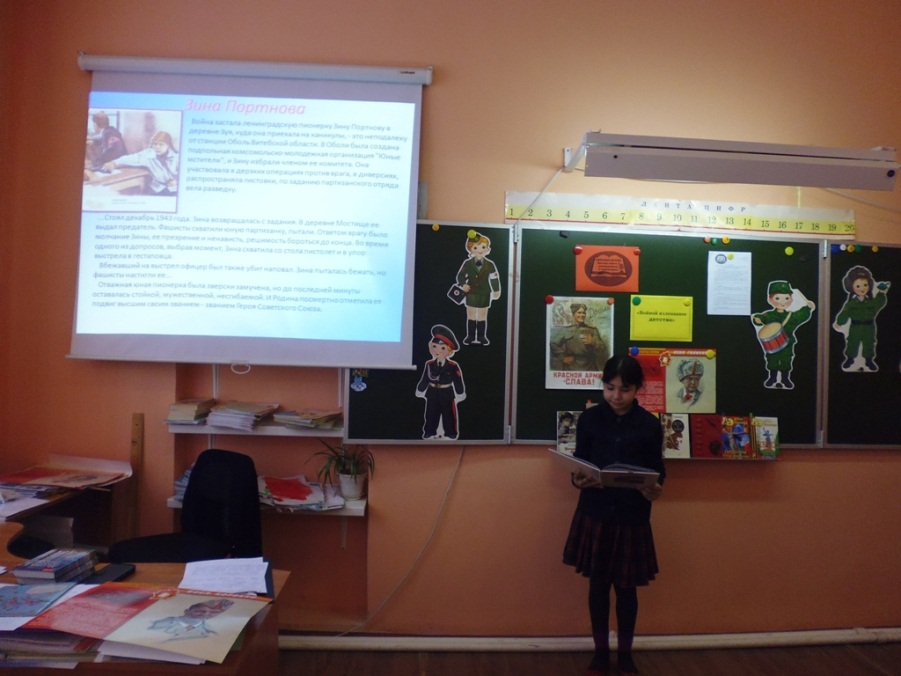 Зина Портнова
Война застала ленинградскую пионерку Зину Портнову в
деревне Зуя, куда она приехала на каникулы, - это неподалеку
от станции Оболь Витебской области. В Оболи была создана
подпольная комсомольско-молодежная организация "Юные
мстители", и Зину избрали членом ее комитета. Она
участвовала в дерзких операциях против врага, в диверсиях,
распространяла листовки, по заданию партизанского отряда
вела разведку.
...Стоял декабрь 1943 года. Зина возвращалась с задания. В деревне Мостище ее
выдал предатель. Фашисты схватили юную партизанку, пытали. Ответом врагу было
молчание Зины, ее презрение и ненависть, решимость бороться до конца. Во время
одного из допросов, выбрав момент, Зина схватила со стола пистолет и в упор
выстрела в гестаповца.
Вбежавший на выстрел офицер был также убит наповал. Зина пыталась бежать, но
фашисты настигли ее...
Отважная юная пионерка была зверски замучена, но до последней минуты
оставалась стойкой, мужественной, несгибаемой. И Родина посмертно отметила ее
подвиг высшим своим званием - званием Героя Советского Союза.
ЛЕНТА ЦИФР
1 2 3 4 5 6 7 8 9 10 11 12 13 14 15 16 17 18 19 20
«Войной взломано
детство»
КРАСНОЙ АРМИИ
-СЛАВА!